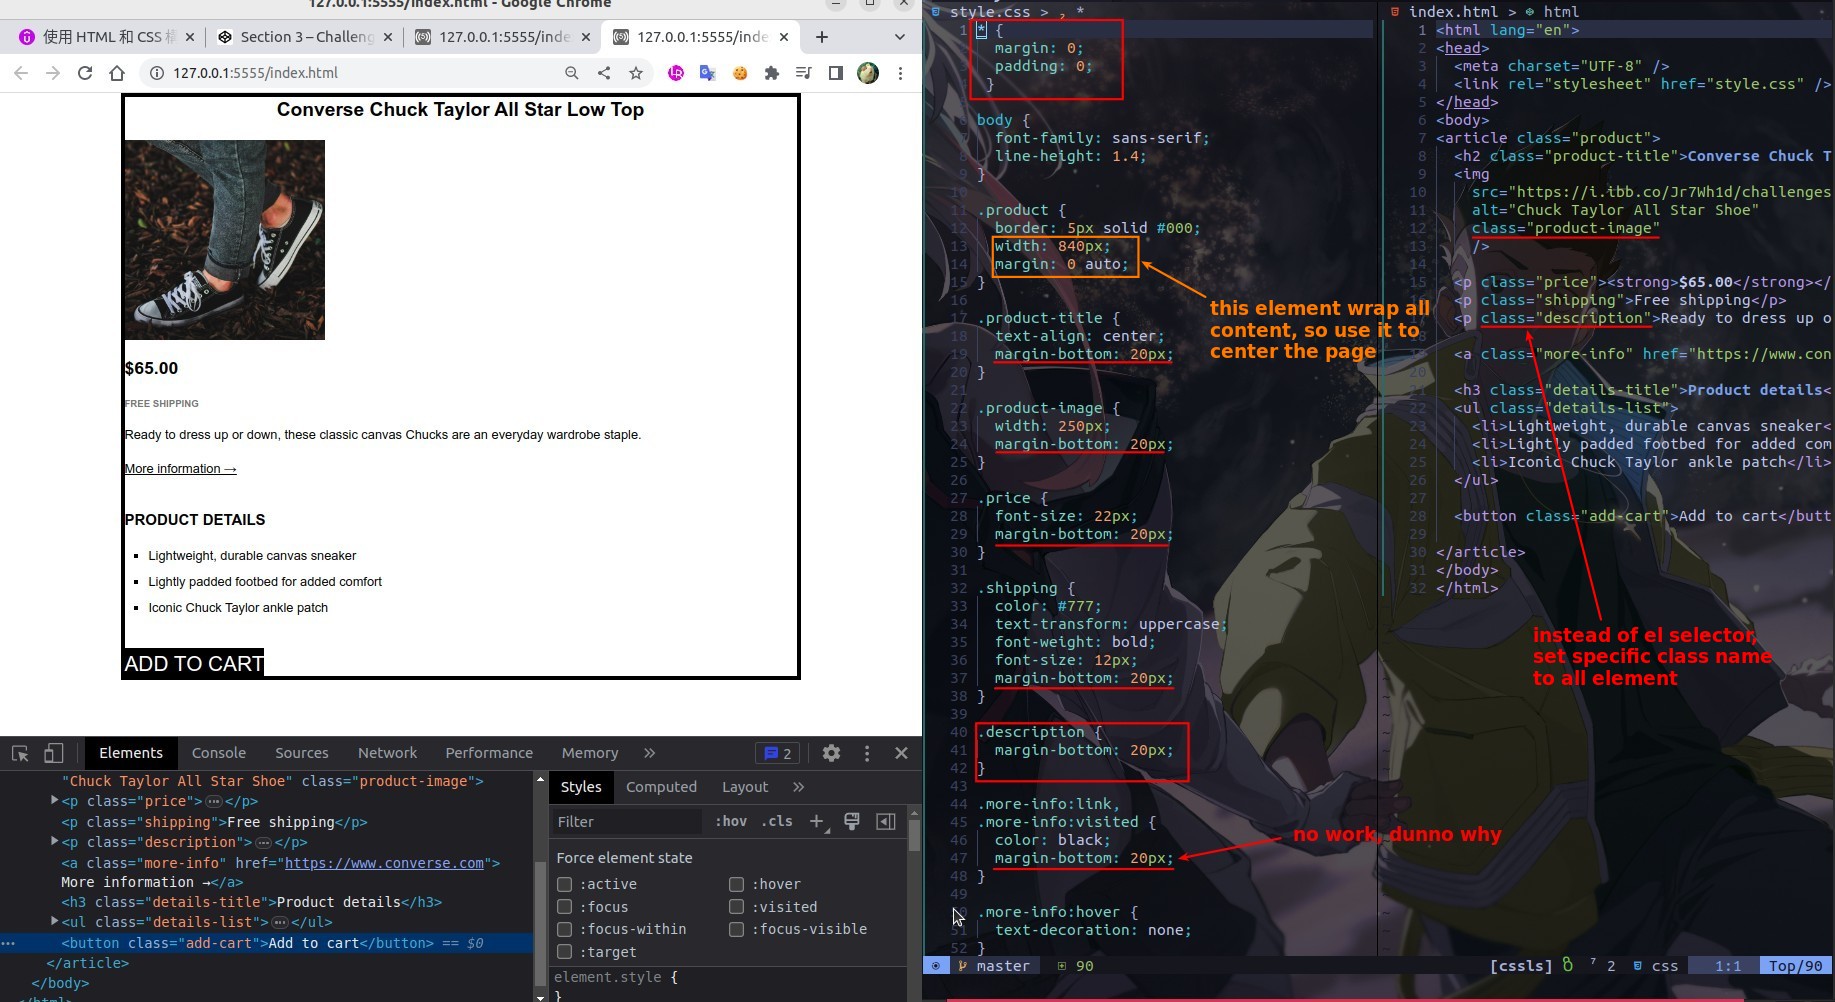 127.0.0.1:5555/index.html - Google Chrome
使用 HTML 和 CSS
Section 3 – Challeng
127.0.0.1:5555/inde
127.0.0.1:5555/inde
127.0.0.1:5555/index.html
Converse Chuck Taylor All Star Low Top
$65.00
FREE SHIPPING
Ready to dress up or down, these classic canvas Chucks are an everyday wardrobe staple.
More information →
PRODUCT DETAILS
Lightweight, durable canvas sneaker
Lightly padded footbed for added comfort
Iconic Chuck Taylor ankle patch
ADD TO CART
Elements Console Sources Network Performance Memory » 2
"Chuck Taylor All Star Shoe" class="product-image">
<p class="price">…</p>
<p class="shipping">Free shipping</p>
<p class="description">…</p>
<a class="more-info" href="https://www.converse.com">
More information →</a>
<h3 class="details-title">Product details</h3>
<ul class="details-list">…</ul>
<button class="add-cart">Add to cart</button> == $0
</article>
</body>
Styles Computed Layout »
Filter :hov .cls
Force element state
:active :hover
:focus :visited
:focus-within :focus-visible
:target
element.style {
}
style.css > *
1 * {
margin: 0;
padding: 0;
}
body {
font-family: sans-serif;
line-height: 1.4;
9 }
10
11 .product {
12 border: 5px solid #000;
13 width: 840px;
14 margin: 0 auto;
15 }
16
17 .product-title {
18 text-align: center;
19 margin-bottom: 20px;
20 }
21
22 .product-image {
23 width: 250px;
24 margin-bottom: 20px;
25 }
26
27 .price {
28 font-size: 22px;
29 margin-bottom: 20px;
30 }
31
32 .shipping {
33 color: #777;
34 text-transform: uppercase;
35 font-weight: bold;
36 font-size: 12px;
37 margin-bottom: 20px;
38 }
39
40 .description {
41 margin-bottom: 20px;
42 }
43
44 .more-info:link,
45 .more-info:visited {
46 color: black;
47 margin-bottom: 20px;
48 }
49
.more-info:hover {
51 text-decoration: none;
52 }
this element wrap all
content, so use it to
center the page
no work, dunno why
index.html > html
1 <html lang="en">
2 <head>
3 <meta charset="UTF-8" />
4 <link rel="stylesheet" href="style.css" />
5 </head>
6 <body>
7 <article class="product">
8 <h2 class="product-title">Converse Chuck T
9 <img
10 src="https://i.ibb.co/Jr7Wh1d/challenges
11 alt="Chuck Taylor All Star Shoe"
12 class="product-image"
13 />
14
15 <p class="price"><strong>$65.00</strong></
<p class="shipping">Free shipping</p>
<p class="description">Ready to dress up o
<a class="more-info" href="https://www.con
<h3 class="details-title">Product details<
22 <ul class="details-list">
23 <li>Lightweight, durable canvas sneaker<
24 <li>Lightly padded footbed for added com
25 <li>Iconic Chuck Taylor ankle patch</li>
26 </ul>
27
28 <button class="add-cart">Add to cart</butt
29
30 </article>
31 </body>
32 </html>
instead of el selector,
set specific class name
to all element
master 90 [cssls] 2 css 1:1 Top/90